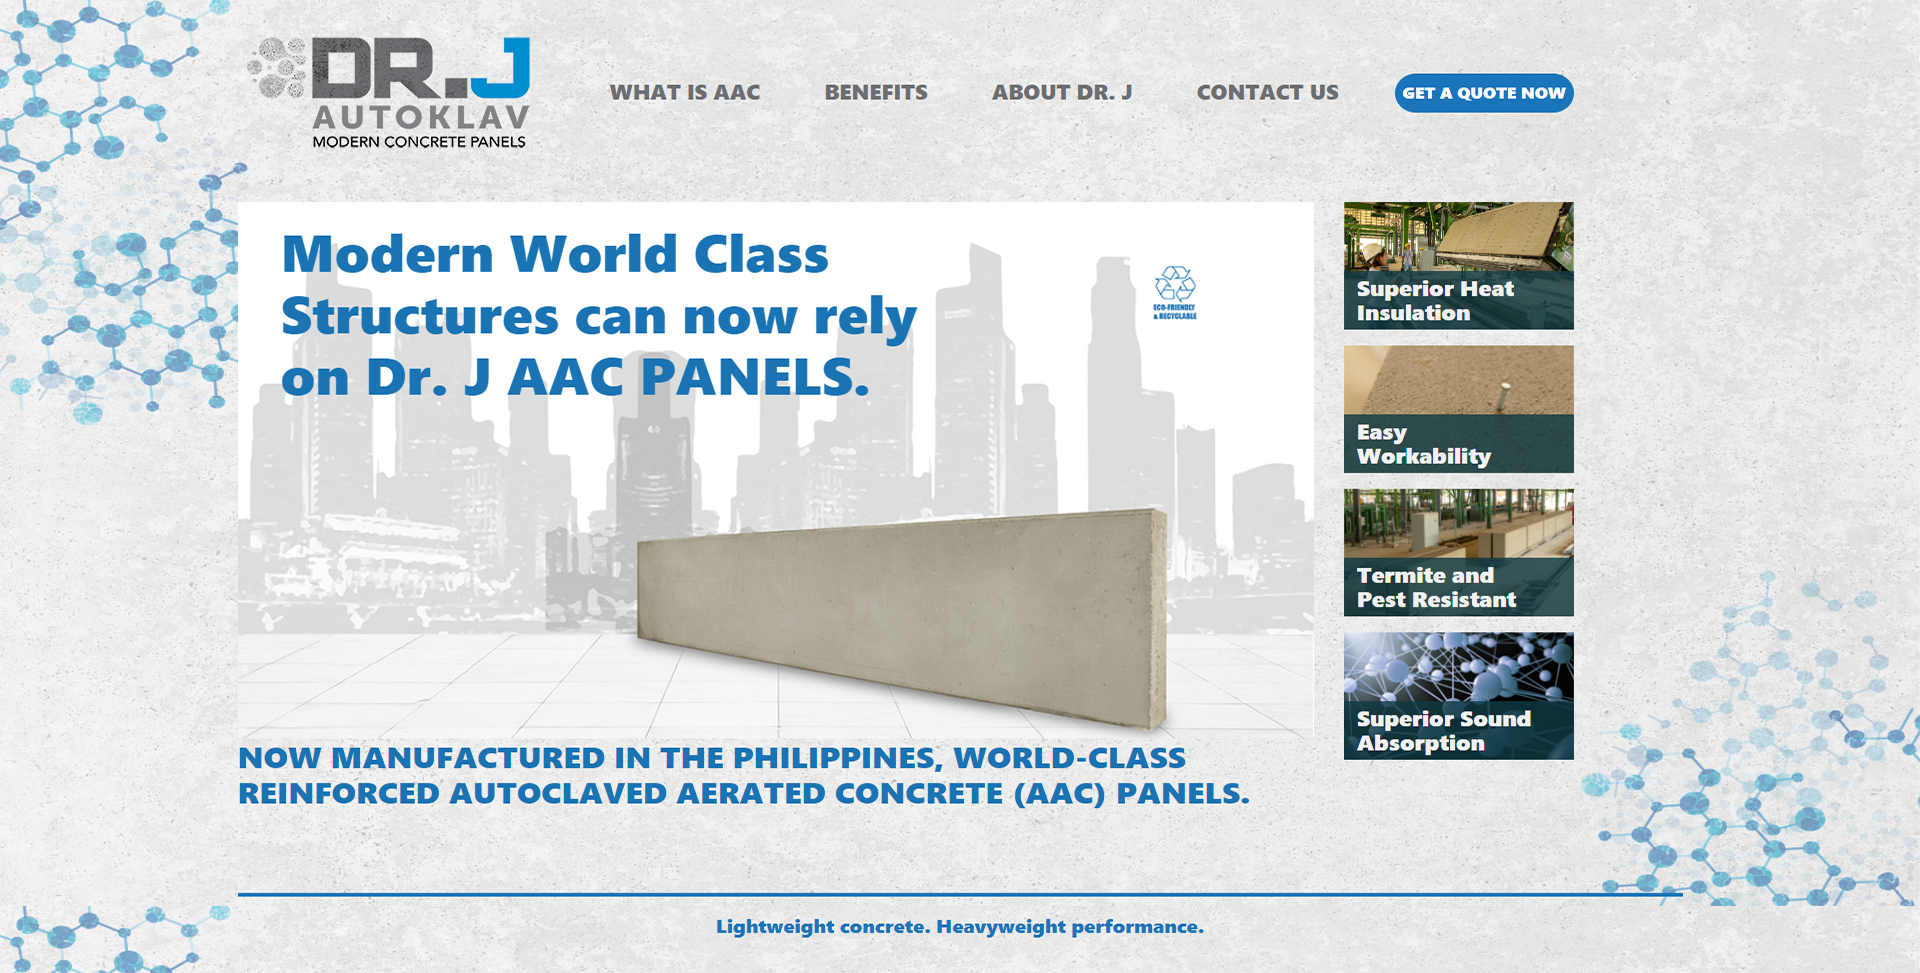 DR.J
AUTOKLAV
MODERN CONCRETE PANELS
WHAT IS AAC
BENEFITS
ABOUT DR. J
CONTACT US
GET A QUOTE NOW
Modern World Class
Structures can now rely
on Dr. J AAC PANELS.
ECO-FRIENDLY
& RECYCLABLE
Superior Heat
Insulation
Easy
Workability
Termite and
Pest Resistant
Superior Sound
Absorption
NOW MANUFACTURED IN THE PHILIPPINES, WORLD-CLASS
REINFORCED AUTOCLAVED AERATED CONCRETE (AAC) PANELS.
Lightweight concrete. Heavyweight performance.